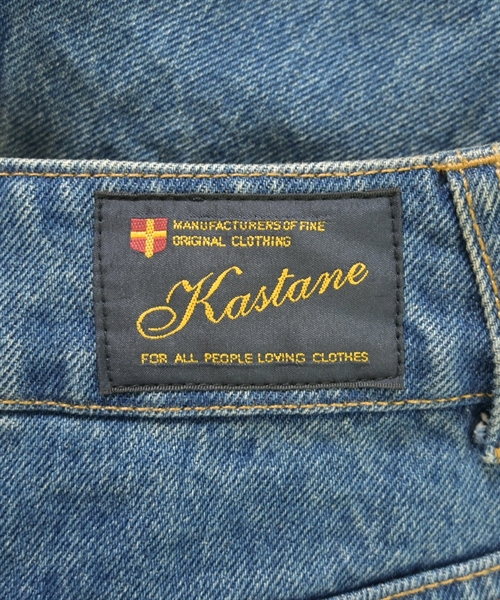 MANUFACTURERS OF FINE
ORIGINAL CLOTHING
Kastane
FOR ALL PEOPLE LOVING CLOTHES